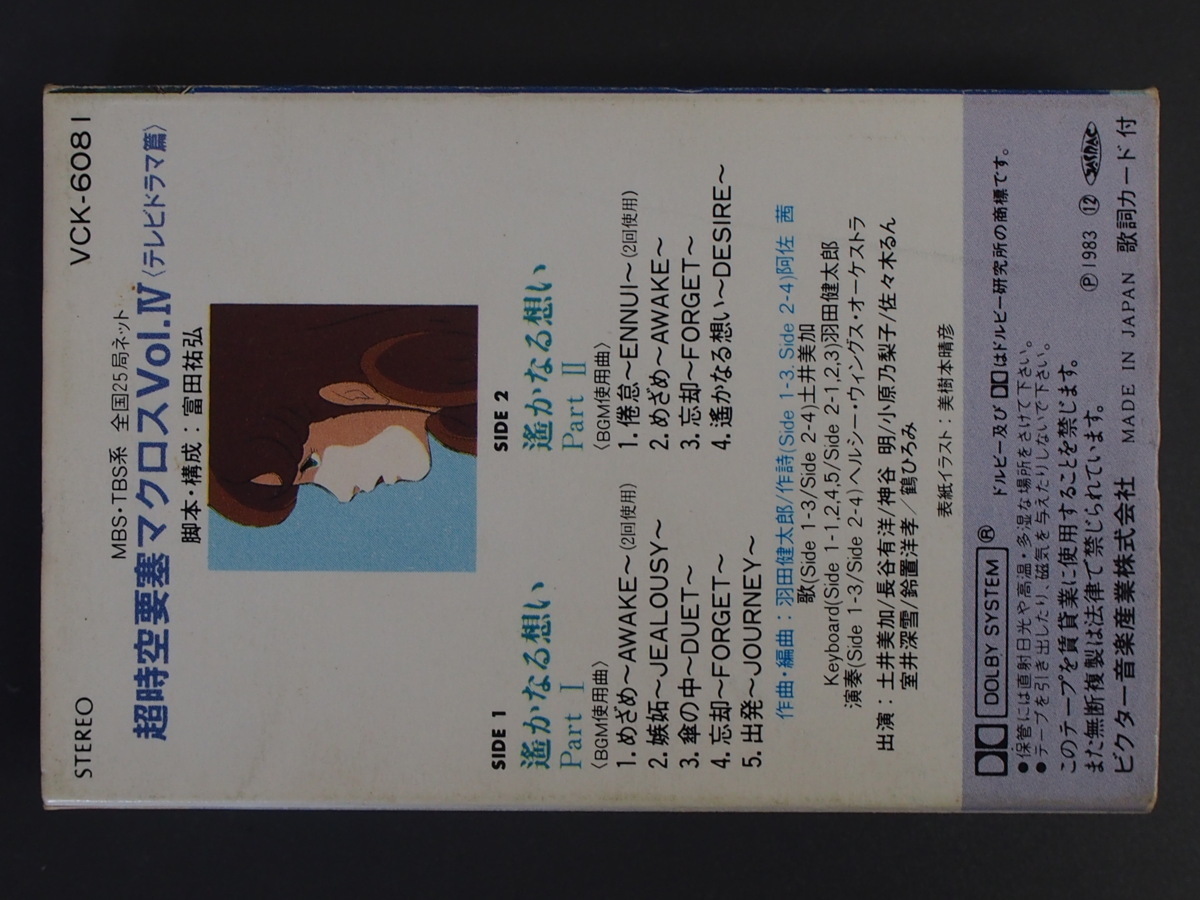 STEREO
VCK-6081
MBS・TBS系 全国25局ネット
超時空要塞マクロスVol.Ⅳ〈テレビドラマ篇〉
脚本・構成：富田祐弘
SIDE 1
遙かなる想い
Part Ⅰ
〈BGM使用曲〉
1.めざめ〜AWAKE〜(2回使用)
2.嫉妬〜JEALOUSY〜
3.傘の中〜DUET〜
4.忘却〜FORGET〜
5.出発〜JOURNEY〜
SIDE 2
遙かなる想い
Part Ⅱ
〈BGM使用曲〉
1.倦怠〜ENNUI〜(2回使用)
2.めざめ〜AWAKE〜
3.忘却〜FORGET〜
4.遙かなる想い〜DESIRE〜
作曲・編曲：羽田健太郎/作詩(Side 1-3. Side 2-4)阿佐 茜
歌(Side 1-3/Side 2-4)土井美加
Keyboard(Side 1-1,2,4,5/Side 2-1,2,3)羽田健太郎
演奏(Side 1-3/Side 2-4)ヘルシー・ウィングス・オーケストラ
出演：土井美加/長谷有洋/神谷 明/小原乃梨子/佐々木るん
室井深雪/鈴置洋孝／鶴ひろみ
表紙イラスト：美樹本晴彦
DOLBY SYSTEM ®
ドルビー及びはドルビー研究所の商標です。
●保管には直射日光や高温・多湿な場所をさけて下さい。
●テープを引き出したり、磁気を与えたりしないで下さい。
このテープを賃貸業に使用することを禁じます。
また無断複製は法律で禁じられています。
ⓟ1983 ⑫ JASRAC
ビクター音楽産業株式会社 MADE IN JAPAN 歌詞カード付